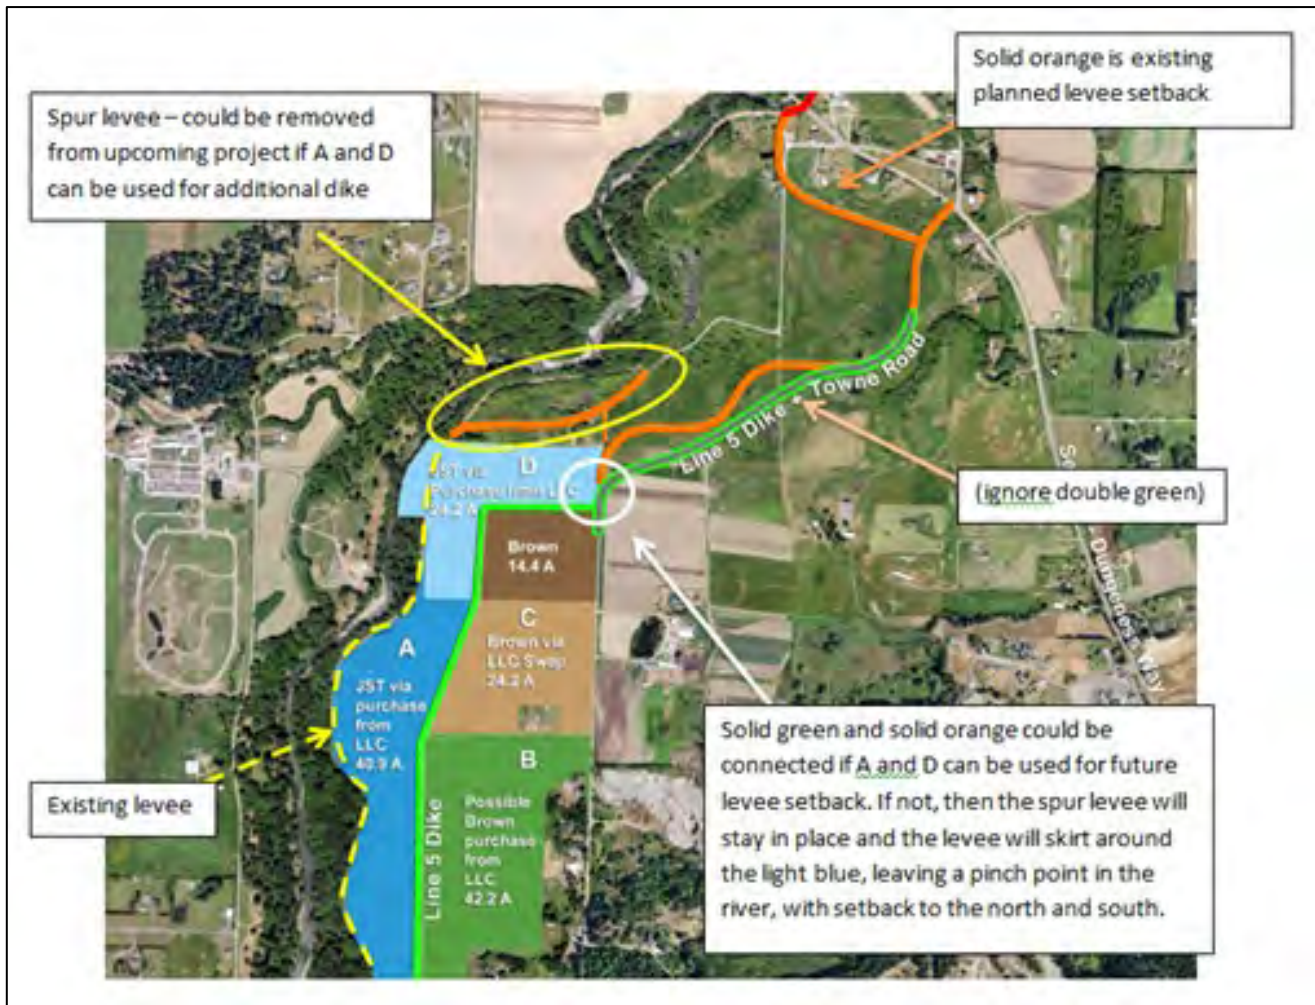 Solid orange is existing
planned levee setback
Spur levee – could be removed
from upcoming project if A and D
can be used for additional dike
Line 5 Dike + Towne Road
D
JST via
Purchase from LLC
24.2 A
(ignore double green)
Brown
14.4 A
Dungeness Way
C
Brown via
LLC Swap
24.2 A
A
JST via
purchase
from
LLC
40.9 A
Existing levee
B
Possible
Brown
purchase
from
LLC
42.2 A
Line 5 Dike
Solid green and solid orange could be
connected if A and D can be used for future
levee setback. If not, then the spur levee will
stay in place and the levee will skirt around
the light blue, leaving a pinch point in the
river, with setback to the north and south.